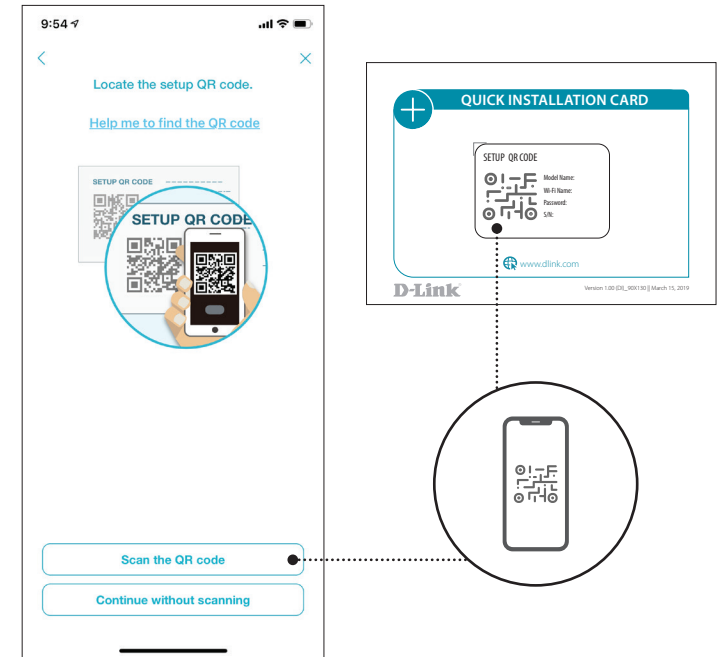 9:54
Locate the setup QR code.
Help me to find the QR code
SETUP QR CODE
SETUP QR CODE
Scan the QR code
Continue without scanning
QUICK INSTALLATION CARD
SETUP QR CODE
Model Name:
Wi-Fi Name:
Password:
S/N:
www.dlink.com
D-Link
Version 1.00 (DI)_90X130 || March 15, 2019